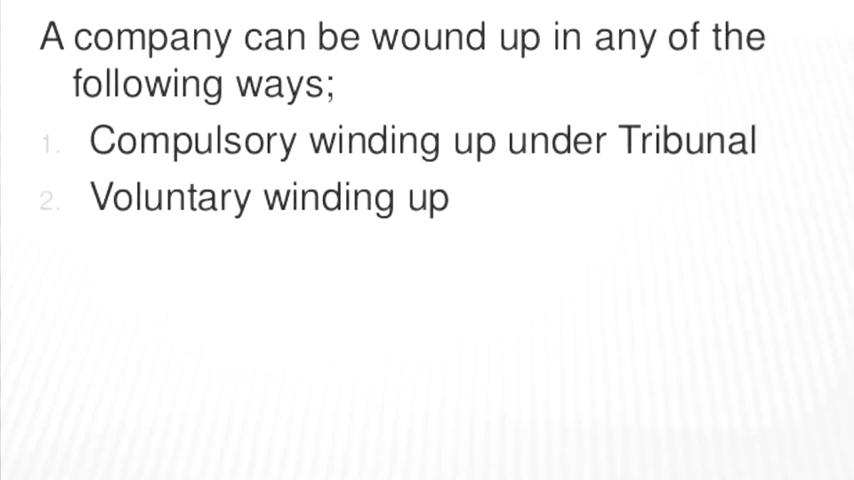 A company can be wound up in any of the
following ways;
1. Compulsory winding up under Tribunal
2. Voluntary winding up